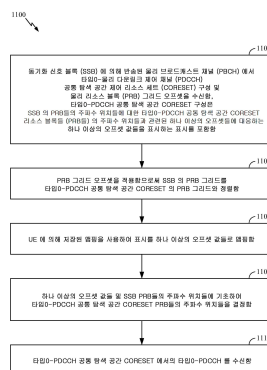 1100
110
동기화 신호 블록 (SSB) 에 의해 반송된 물리 브로드캐스트 채널 (PBCH) 에서
타입0-물리 다운링크 제어 채널 (PDCCH)
공통 탐색 공간 제어 리소스 세트 (CORESET) 구성 및
물리 리소스 블록 (PRB) 그리드 오프셋을 수신함,
타입0-PDCCH 공통 탐색 공간 CORESET 구성은
SSB 의 PRB들의 주파수 위치들에 대한 타입0-PDCCH 공통 탐색 공간 CORESET
리소스 블록들 (PRB들) 의 주파수 위치들과 관련된 하나 이상의 오프셋들에 대응하는
하나 이상의 오프셋 값들을 표시하는 표시를 포함함
110
PRB 그리드 오프셋을 적용함으로써 SSB 의 PRB 그리드를
타입0-PDCCH 공통 탐색 공간 CORESET 의 PRB 그리드와 정렬함
110
UE 에 의해 저장된 맵핑을 사용하여 표시를 하나 이상의 오프셋 값들로 맵핑함
110
하나 이상의 오프셋 값들 및 SSB PRB들의 주파수 위치들에 기초하여
타입0-PDCCH 공통 탐색 공간 CORESET PRB들의 주파수 위치들을 결정함
111
타입0-PDCCH 공통 탐색 공간 CORESET 에서의 타입0-PDCCH 를 수신함